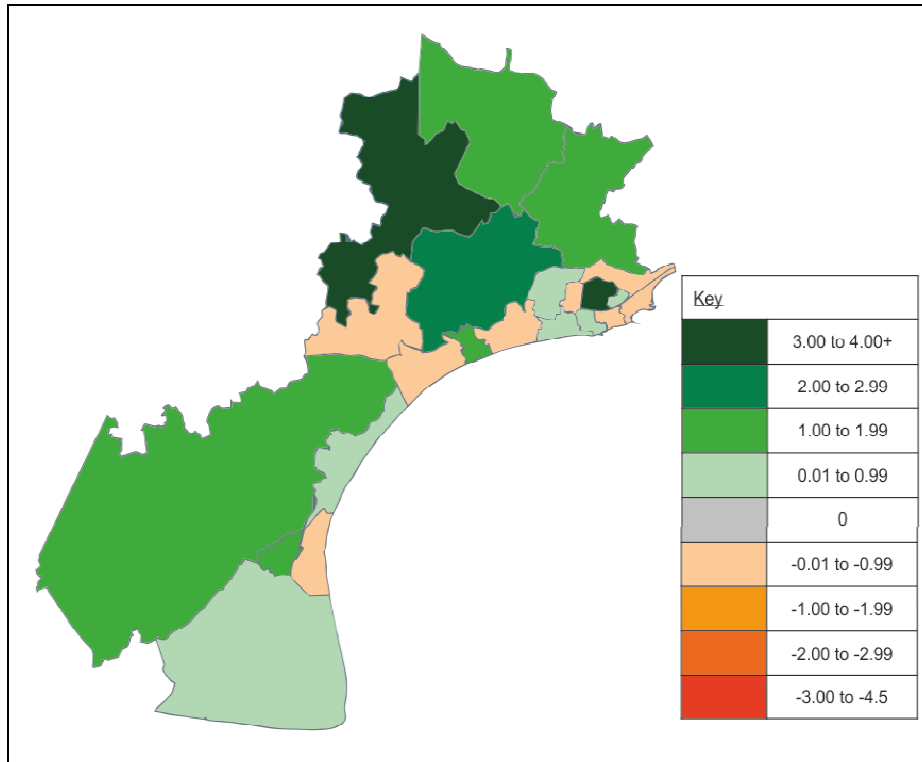 Key
3.00 to 4.00+
2.00 to 2.99
1.00 to 1.99
0.01 to 0.99
0
-0.01 to -0.99
-1.00 to -1.99
-2.00 to -2.99
-3.00 to -4.5